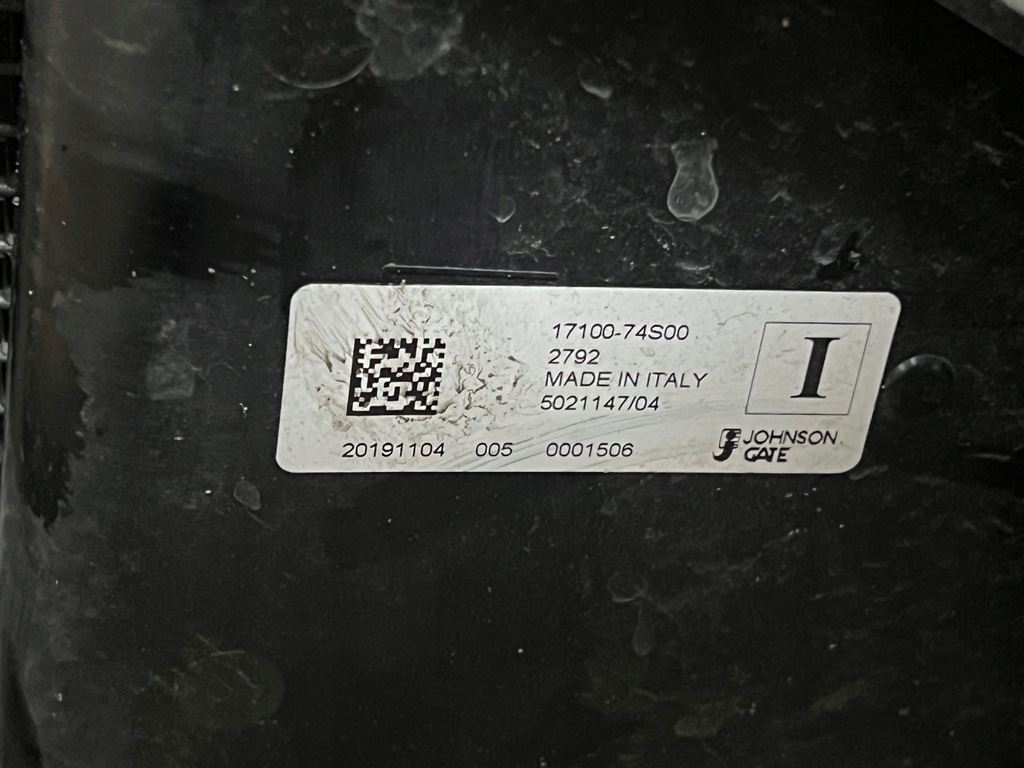 17100-74S00
2792
MADE IN ITALY
5021147/04
I
20191104 005 0001506
JOHNSON
GATE